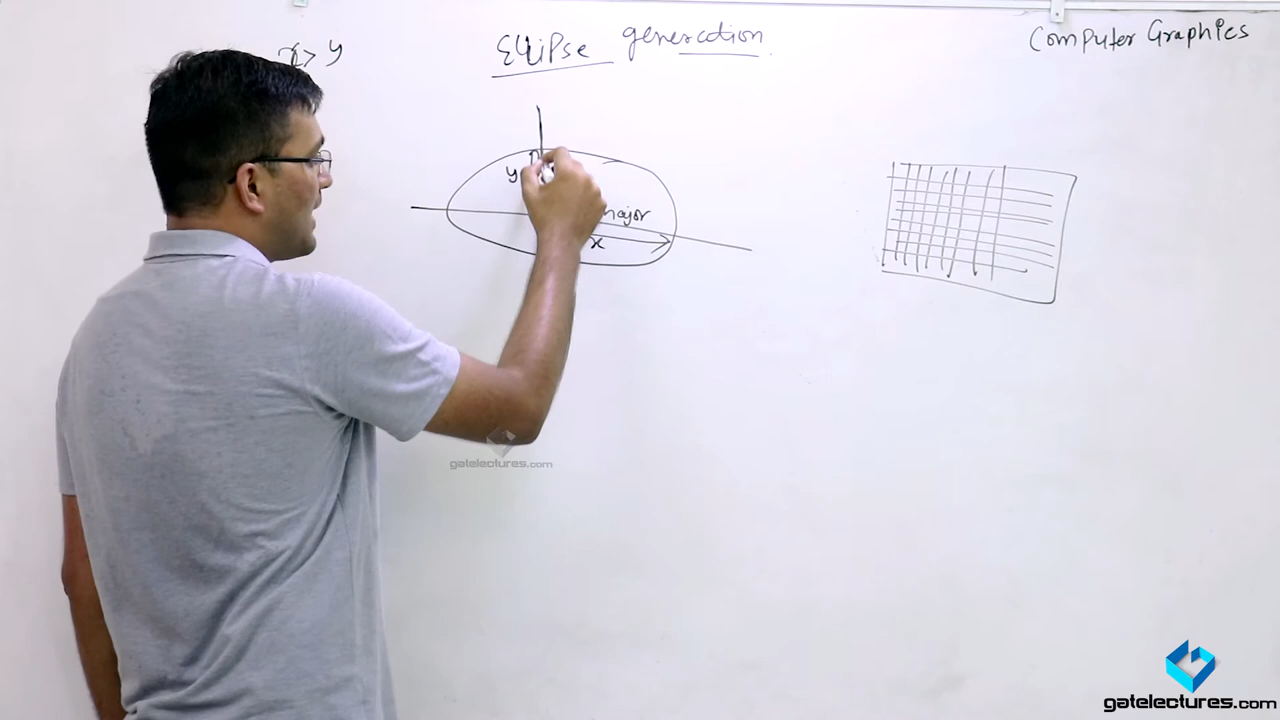 x > y
Ellipse generation
Computer Graphics
y
major
x
gatelectures.com
gatelectures.com